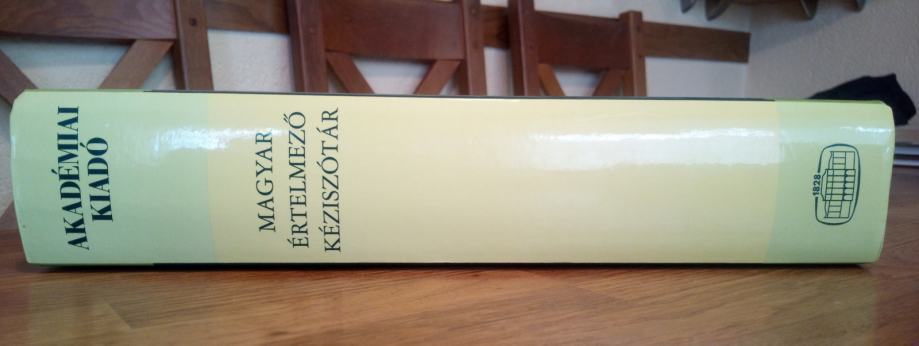 AKADÉMIAI
KIADÓ
MAGYAR
ÉRTELMEZŐ
KÉZISZÓTÁR
1828